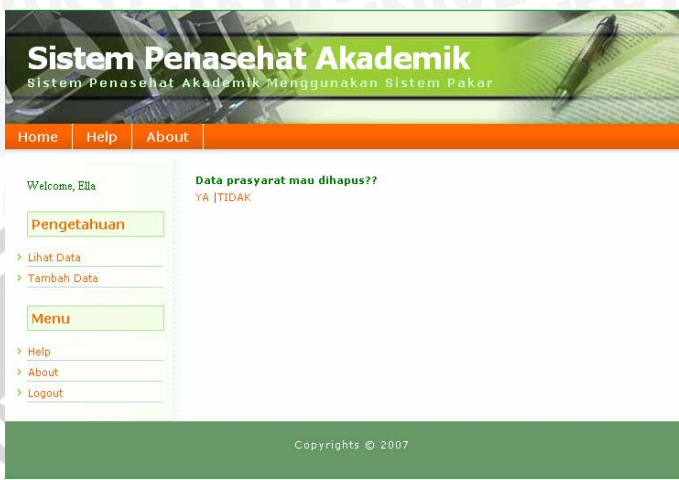 Sistem Penasehat Akademik
Sistem Penasehat Akademik Menggunakan Sistem Pakar
Home Help About
Welcome, Ella
Pengetahuan
Lihat Data
Tambah Data
Menu
Help
About
Logout
Data prasyarat mau dihapus??
YA |TIDAK
Copyrights © 2007